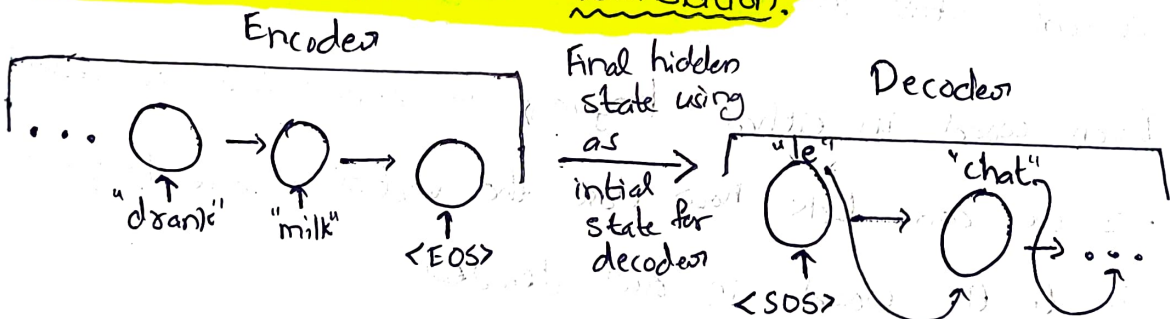 Encoder
Final hidden
state using
as
intial
state for
decoder
Decoder
... 
"drank"
"milk"
<EOS>
"le"
"chat"
...
<SOS>